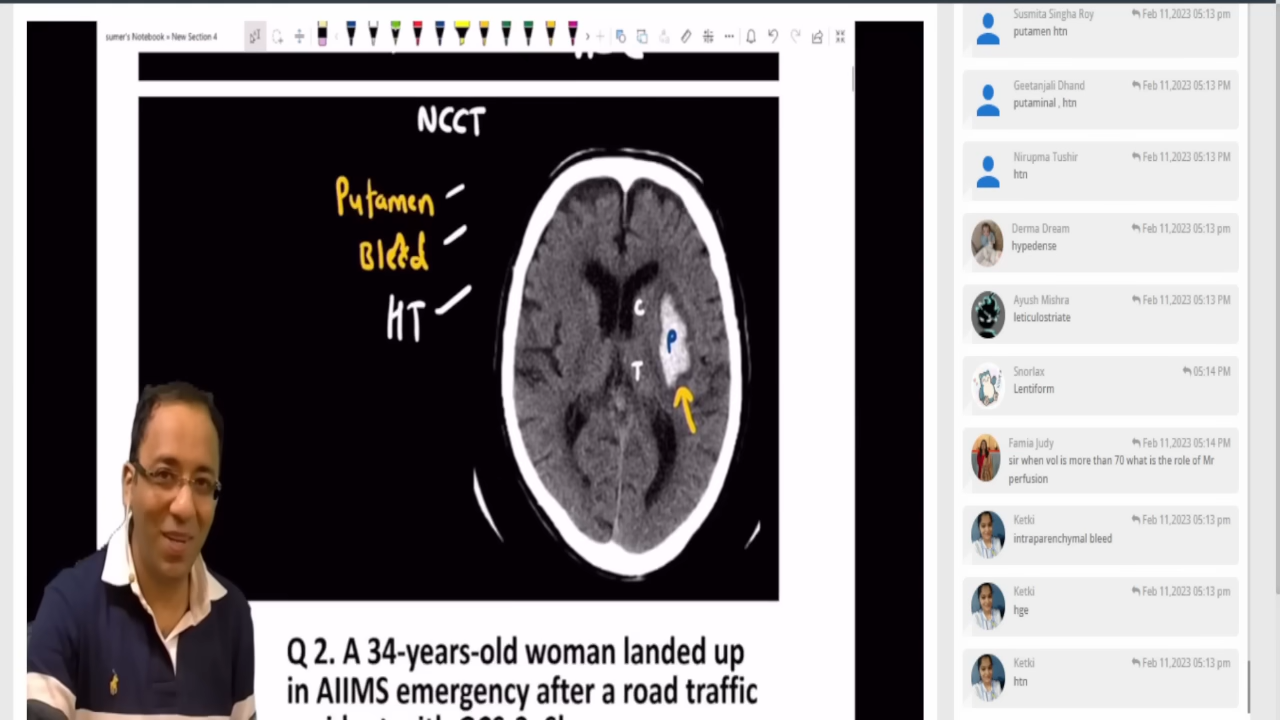 sumer's Notebook » New Section 4
NCCT
Putamen
Bleed
HT
C
P
T
Q 2. A 34-years-old woman landed up
in AIIMS emergency after a road traffic
Susmita Singha Roy
Feb 11,2023 05:13 pm
putamen htn
Geetanjali Dhand
Feb 11,2023 05:13 PM
putaminal , htn
Nirupma Tushir
Feb 11,2023 05:13 PM
htn
Derma Dream
Feb 11,2023 05:13 pm
hypedense
Ayush Mishra
Feb 11,2023 05:13 PM
leticulostriate
Snorlax
05:14 PM
Lentiform
Famia Judy
Feb 11,2023 05:14 PM
sir when vol is more than 70 what is the role of Mr
perfusion
Ketki
Feb 11,2023 05:13 pm
intraparenchymal bleed
Ketki
Feb 11,2023 05:13 pm
hge
Ketki
Feb 11,2023 05:13 pm
htn